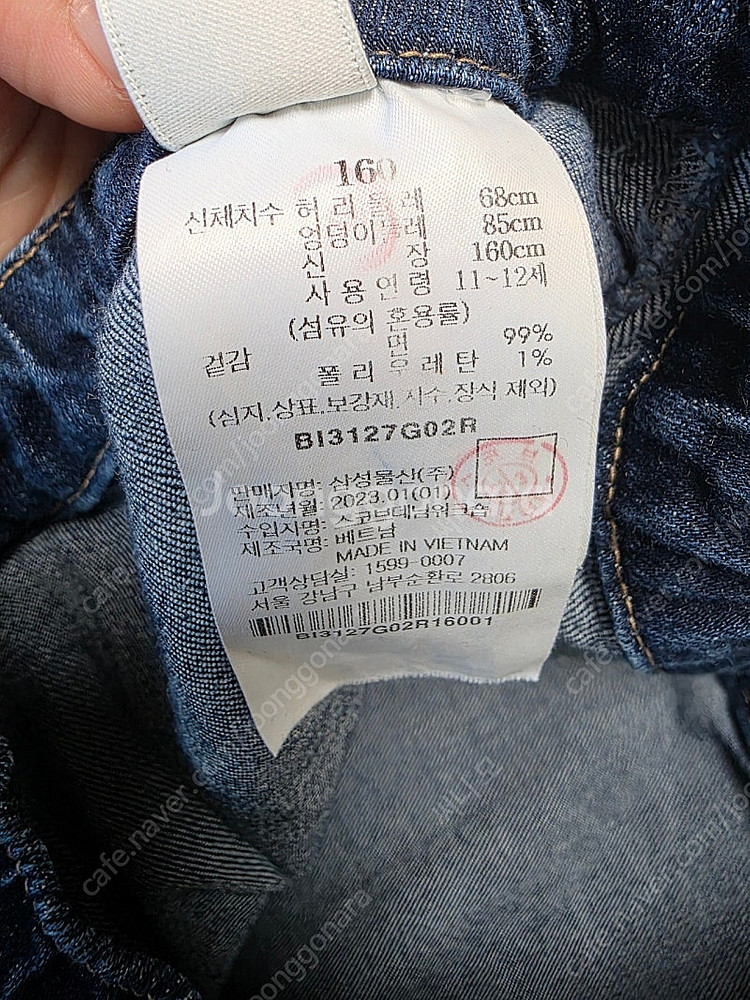 160
신체치수 허리둘레 68cm
엉덩이둘레 85cm
신장 160cm
사용연령 11~12세
(섬유의 혼용률)
겉감 면 99%
폴리우레탄 1%
(심지.상표.보강재.자수.장식 제외)
BI3127G02R
판매자명: 삼성물산(주)
제조년월: 2023.01(01)
수입자명: 스코브데님워크숍
제조국명: 베트남
MADE IN VIETNAM
고객상담실: 1599-0007
서울 강남구 남부순환로 2806
BI3127G02R16001
cafe.naver.com/joonggonara